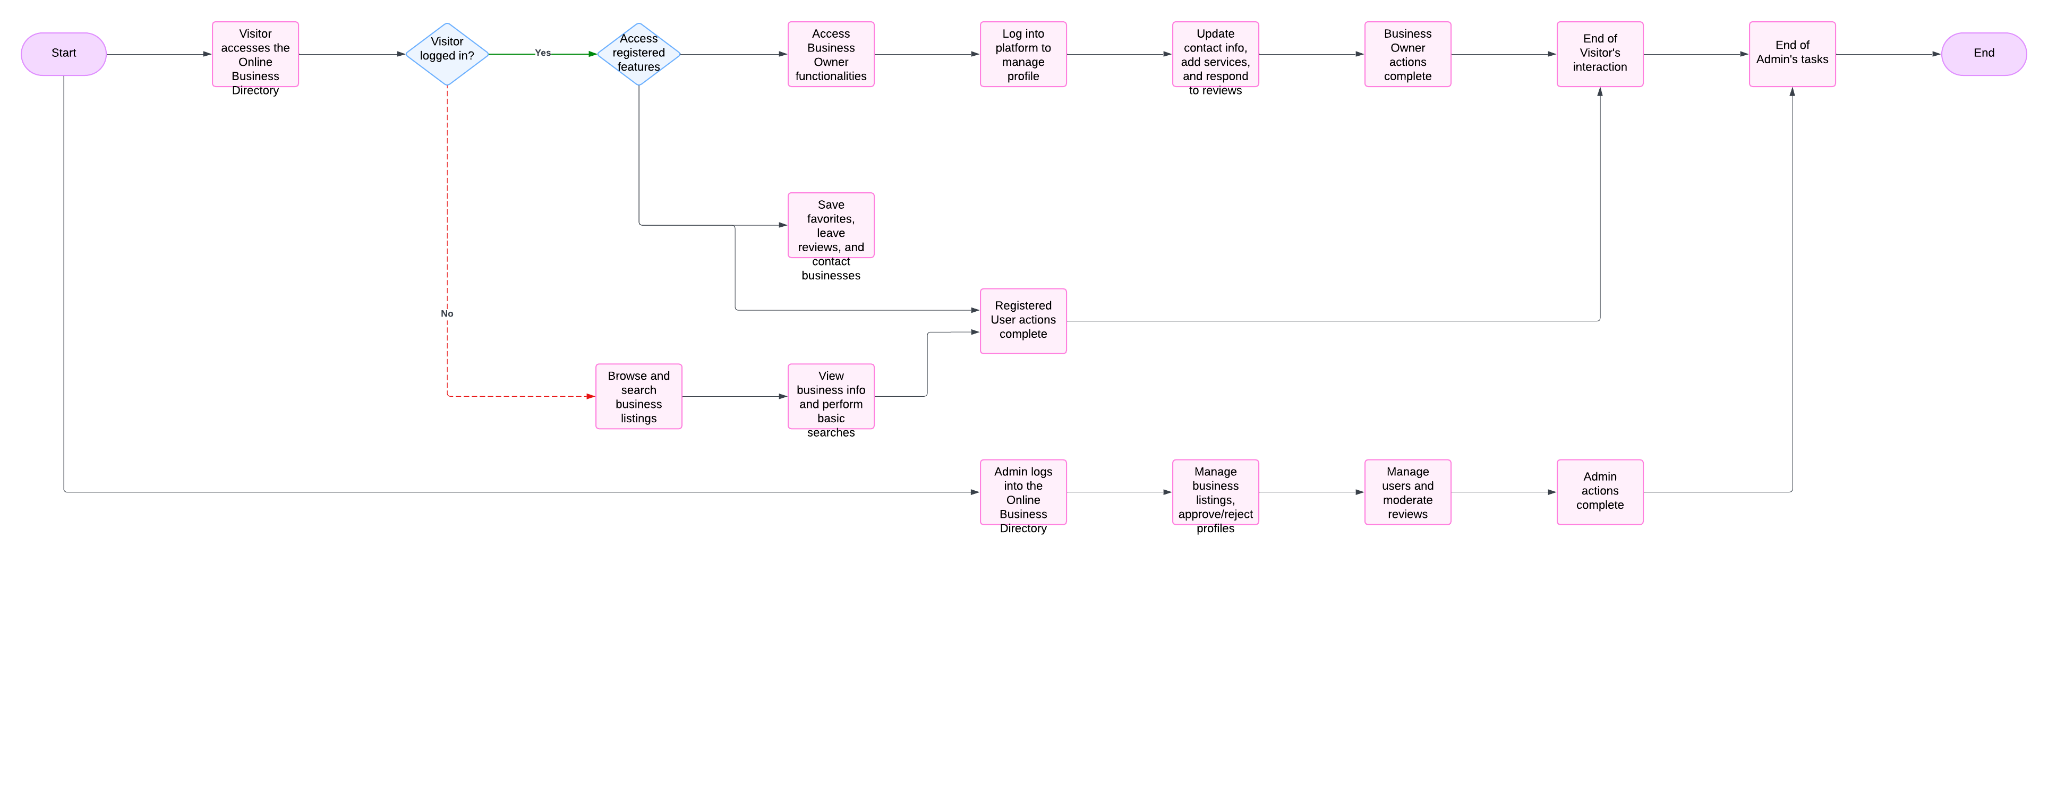 Start
Visitor
accesses the
Online
Business
Directory
Visitor
logged in?
Yes
Access
registered
features
Access
Business
Owner
functionalities
Log into
platform to
manage
profile
Update
contact info,
add services,
and respond
to reviews
Business
Owner
actions
complete
End of
Visitor's
interaction
End of
Admin's tasks
End
Save
favorites,
leave
reviews, and
contact
businesses
No
Registered
User actions
complete
Browse and
search
business
listings
View
business info
and perform
basic
searches
Admin logs
into the
Online
Business
Directory
Manage
business
listings,
approve/reject
profiles
Manage
users and
moderate
reviews
Admin
actions
complete